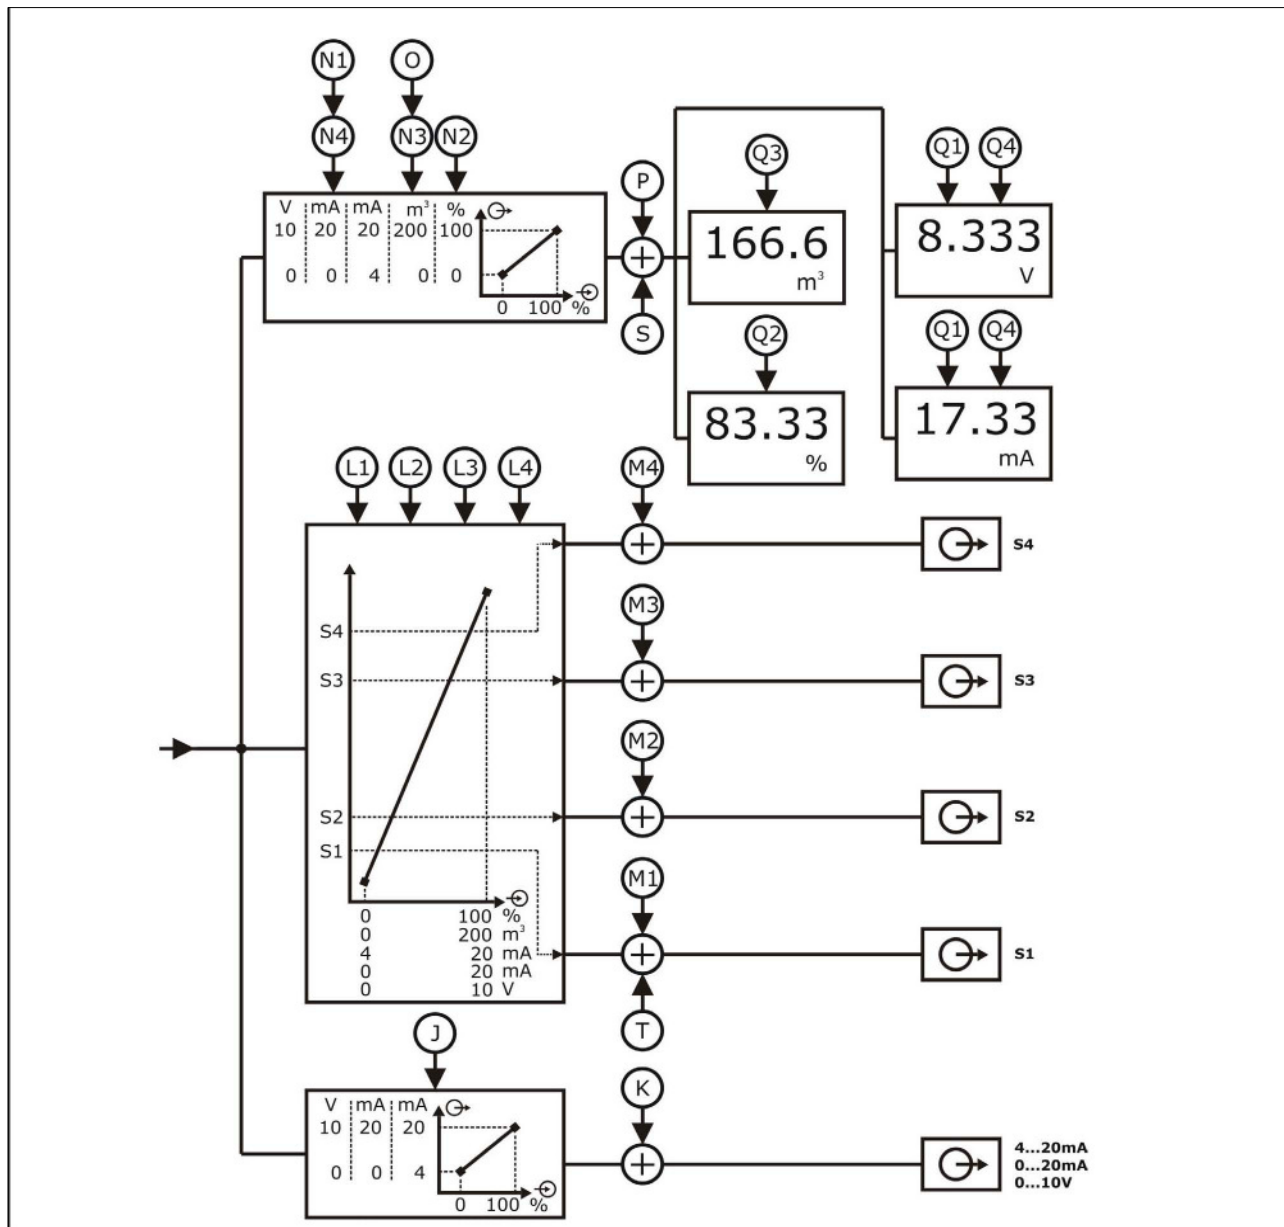 N1 O
N4 N3 N2
V mA mA m³ %
10 20 20 200 100
0 0 4 0 0
0 100 %
P
S
Q3
166.6
m³
Q2
83.33
%
Q1 Q4
8.333
V
Q1 Q4
17.33
mA
L1 L2 L3 L4
S4
S3
S2
S1
0 100 %
0 200 m³
4 20 mA
0 20 mA
0 10 V
M4
S4
M3
S3
M2
S2
M1
S1
T
J
V mA mA
10 20 20
0 0 4
0 100 %
K
4...20mA
0...20mA
0...10V